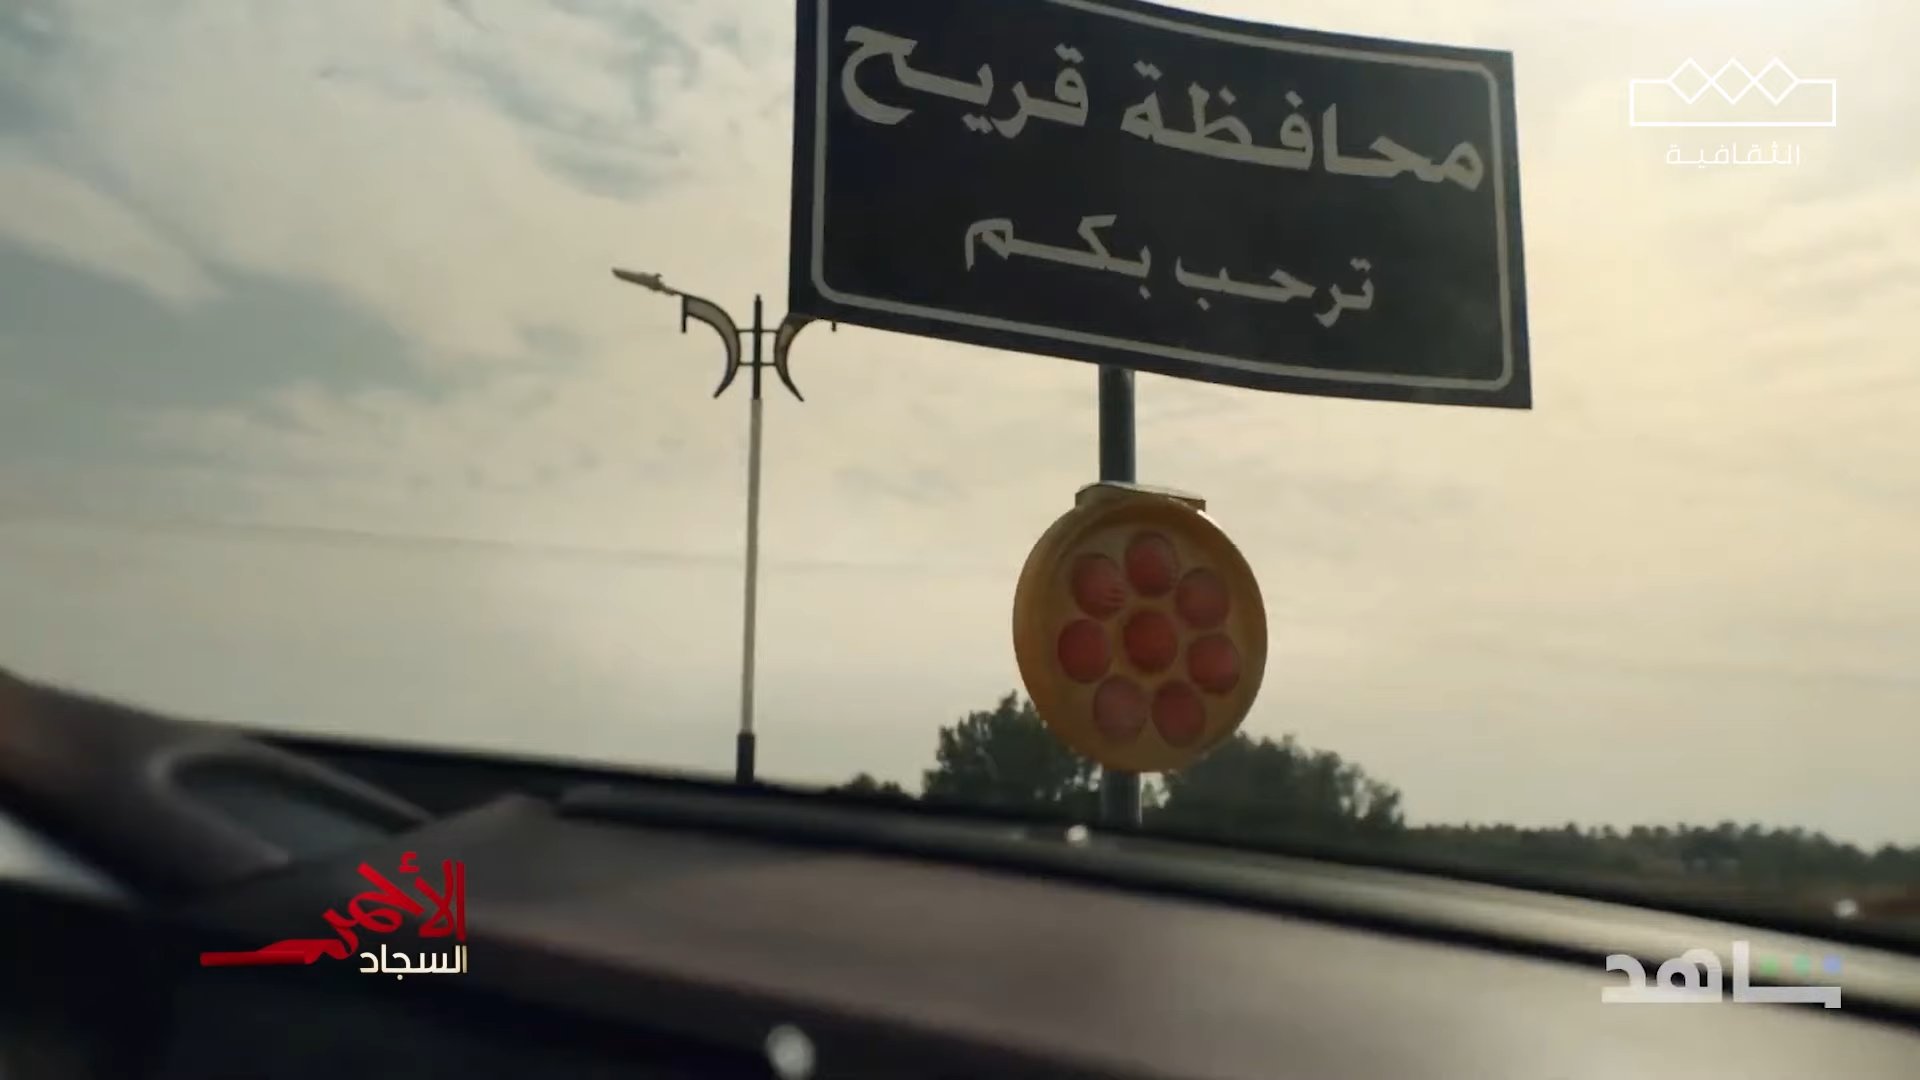 محافظة قريح
ترحب بكم
الثقافية
الأحمر
السجاد
شاهد